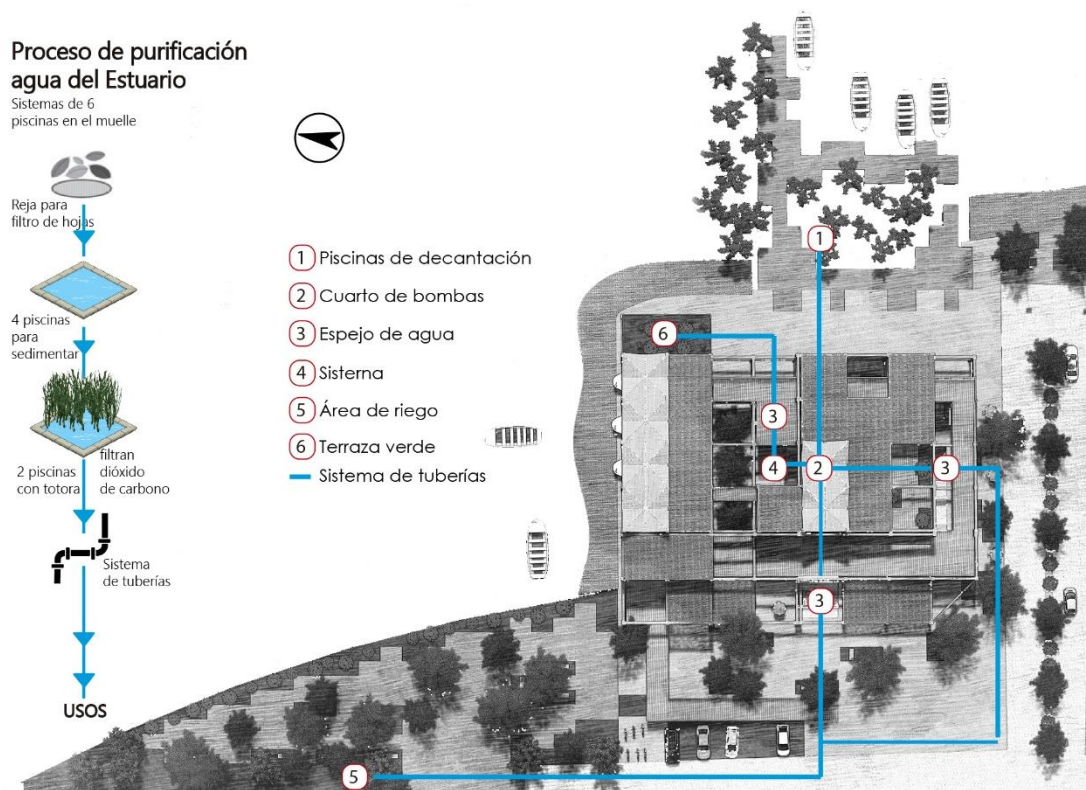 Proceso de purificación
agua del Estuario
Sistemas de 6
piscinas en el muelle
Reja para
filtro de hojas
4 piscinas
para
sedimentar
2 piscinas
con totora
filtran
dióxido
de carbono
Sistema
de tuberías
USOS
1 Piscinas de decantación
2 Cuarto de bombas
3 Espejo de agua
4 Sisterna
5 Área de riego
6 Terraza verde
Sistema de tuberías
1
6
3
4
2
3
3
5